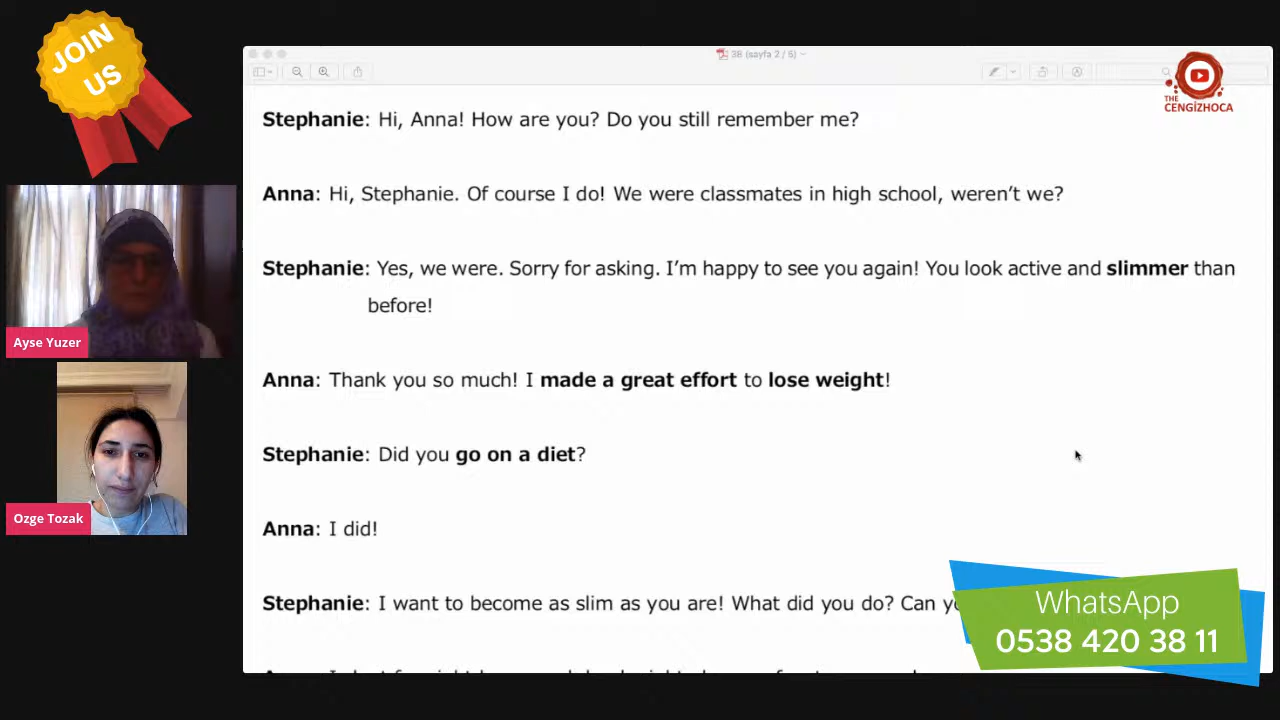 JOIN
US
38 (sayfa 2 / 5)
THE
CENGİZHOCA
Stephanie: Hi, Anna! How are you? Do you still remember me?
Anna: Hi, Stephanie. Of course I do! We were classmates in high school, weren't we?
Stephanie: Yes, we were. Sorry for asking. I'm happy to see you again! You look active and slimmer than
before!
Anna: Thank you so much! I made a great effort to lose weight!
Stephanie: Did you go on a diet?
Anna: I did!
Stephanie: I want to become as slim as you are! What did you do? Can
Ayse Yuzer
Ozge Tozak
WhatsApp
0538 420 38 11